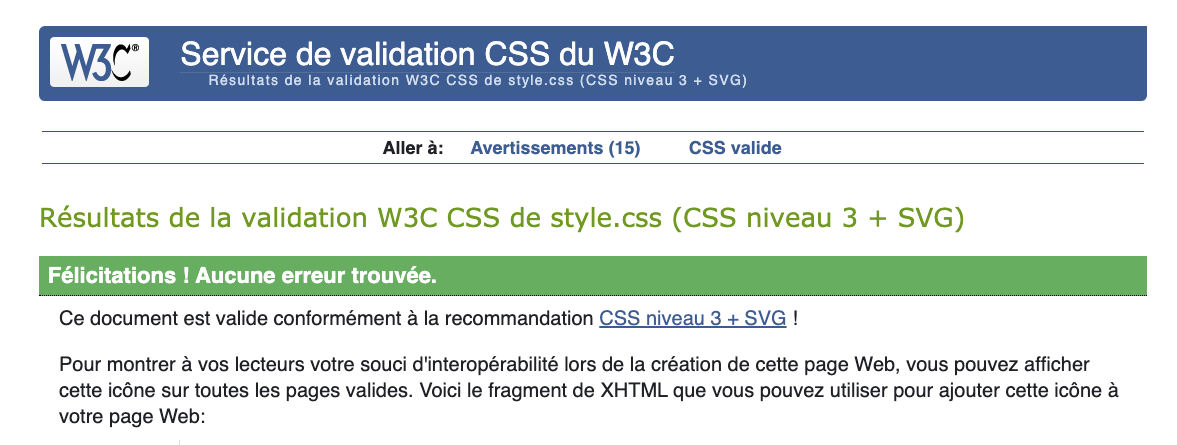 W3C®
Service de validation CSS du W3C
Résultats de la validation W3C CSS de style.css (CSS niveau 3 + SVG)
Aller à: Avertissements (15) CSS valide
Résultats de la validation W3C CSS de style.css (CSS niveau 3 + SVG)
Félicitations ! Aucune erreur trouvée.
Ce document est valide conformément à la recommandation CSS niveau 3 + SVG !
Pour montrer à vos lecteurs votre souci d'interopérabilité lors de la création de cette page Web, vous pouvez afficher
cette icône sur toutes les pages valides. Voici le fragment de XHTML que vous pouvez utiliser pour ajouter cette icône à
votre page Web: